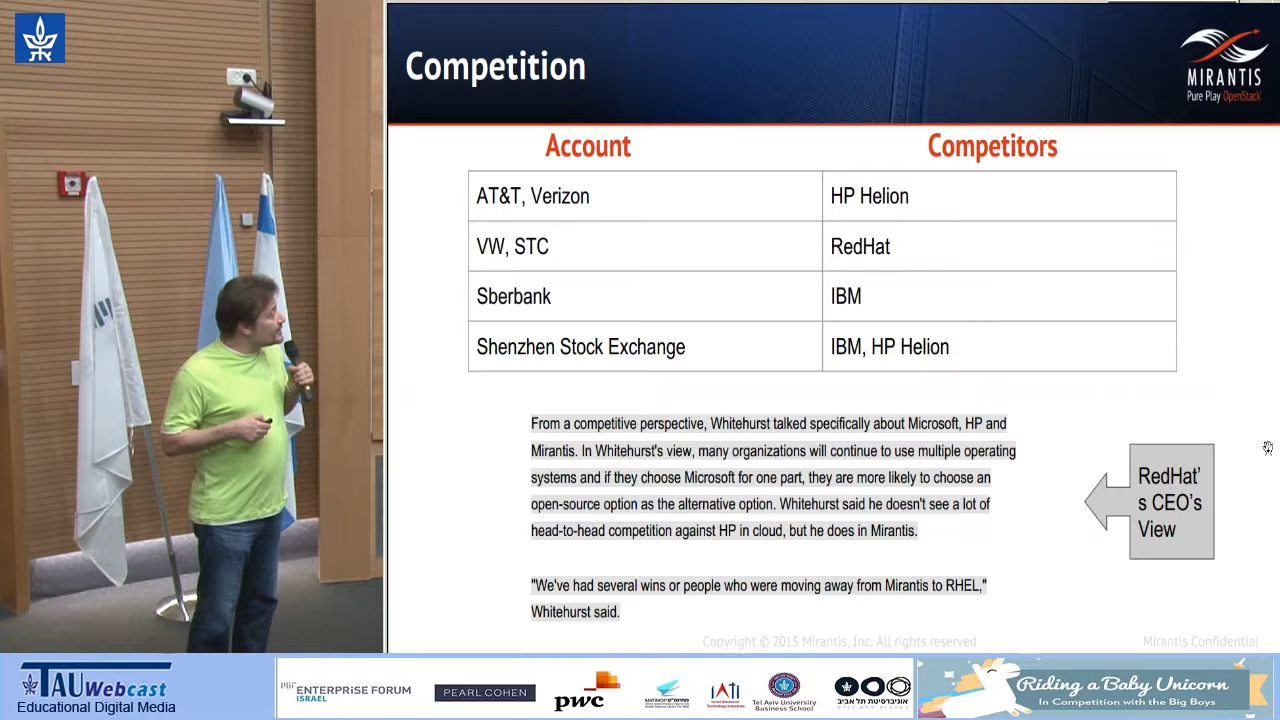 Competition
MIRANTIS
Pure Play OpenStack
Account
Competitors
AT&T, Verizon
HP Helion
VW, STC
RedHat
Sberbank
IBM
Shenzhen Stock Exchange
IBM, HP Helion
From a competitive perspective, Whitehurst talked specifically about Microsoft, HP and
Mirantis. In Whitehurst's view, many organizations will continue to use multiple operating
systems and if they choose Microsoft for one part, they are more likely to choose an
open-source option as the alternative option. Whitehurst said he doesn't see a lot of
head-to-head competition against HP in cloud, but he does in Mirantis.
"We've had several wins or people who were moving away from Mirantis to RHEL,"
Whitehurst said.
RedHat'
s CEO's
View
Copyright © 2015 Mirantis, Inc. All rights reserved
Mirantis Confidential
TAU Webcast
Educational Digital Media
MIT
ENTERPRISE FORUM
ISRAEL
PEARL COHEN
pwc
IATI
Tel Aviv University
Business School
אוניברסיטת תל אביב
Riding a Baby Unicorn
In Competition with the Big Boys